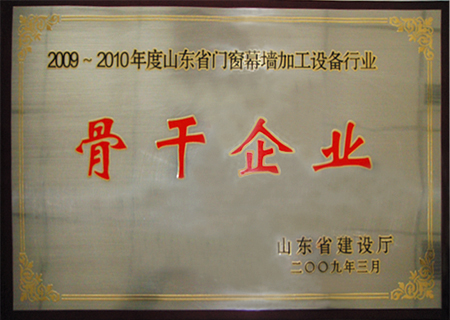 2009～2010年度山东省门窗幕墙加工设备行业
骨干企业
山东省建设厅
二〇〇九年三月